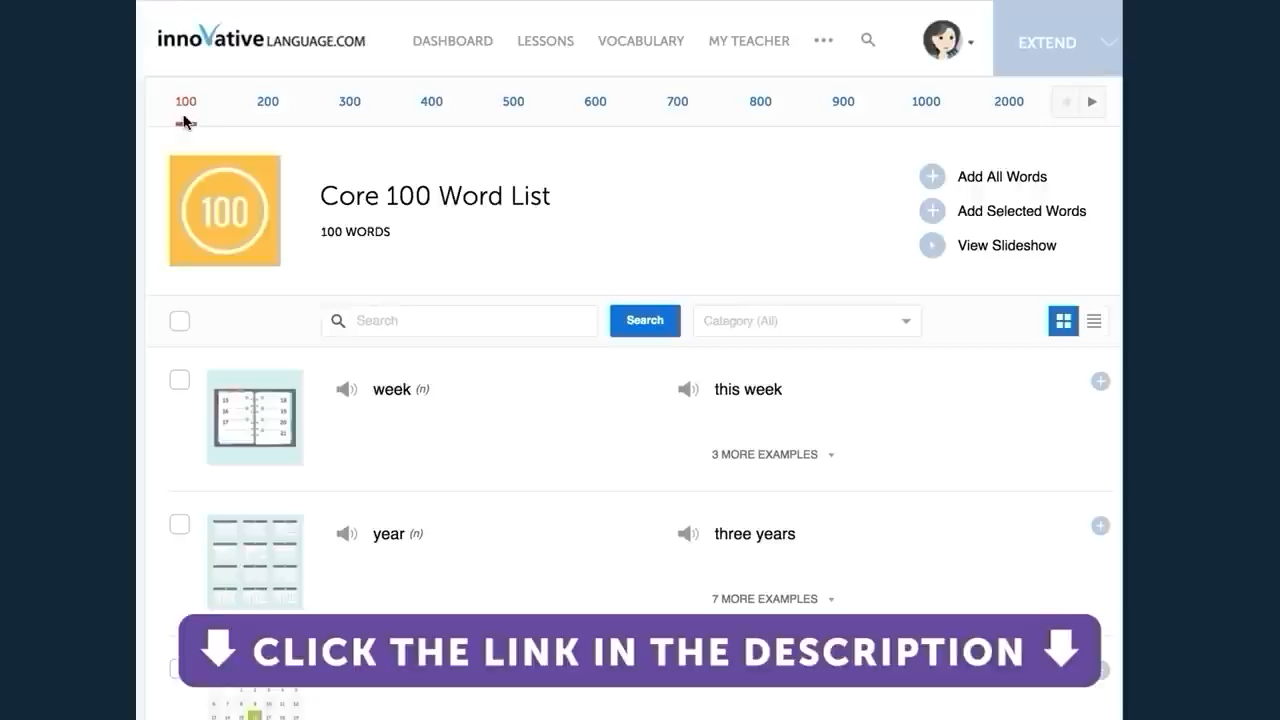 innoVative LANGUAGE.COM
DASHBOARD LESSONS VOCABULARY MY TEACHER ••• EXTEND
100 200 300 400 500 600 700 800 900 1000 2000
100
Core 100 Word List
100 WORDS
Add All Words
Add Selected Words
View Slideshow
Search Search Category (All)
week (n) this week
3 MORE EXAMPLES
year (n) three years
7 MORE EXAMPLES
CLICK THE LINK IN THE DESCRIPTION